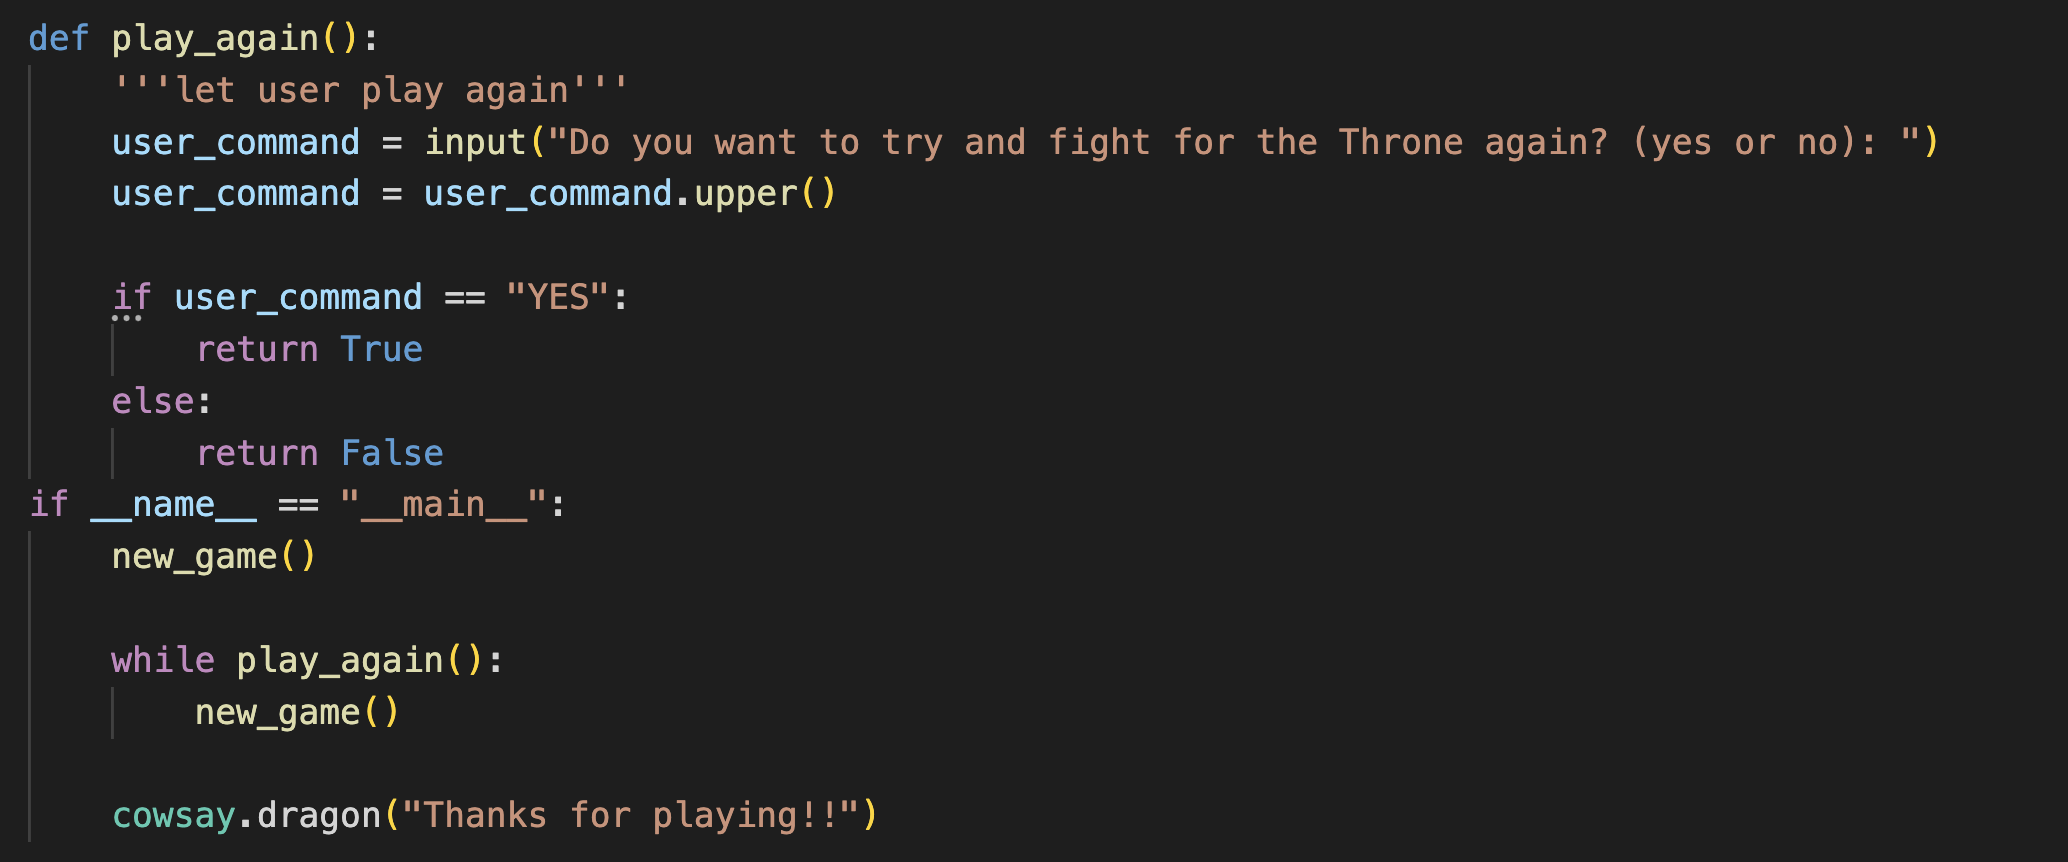 def play_again():
    '''let user play again'''
    user_command = input("Do you want to try and fight for the Throne again? (yes or no): ")
    user_command = user_command.upper()

    if user_command == "YES":
        return True
    else:
        return False
if __name__ == "__main__":
    new_game()

    while play_again():
        new_game()

    cowsay.dragon("Thanks for playing!!")